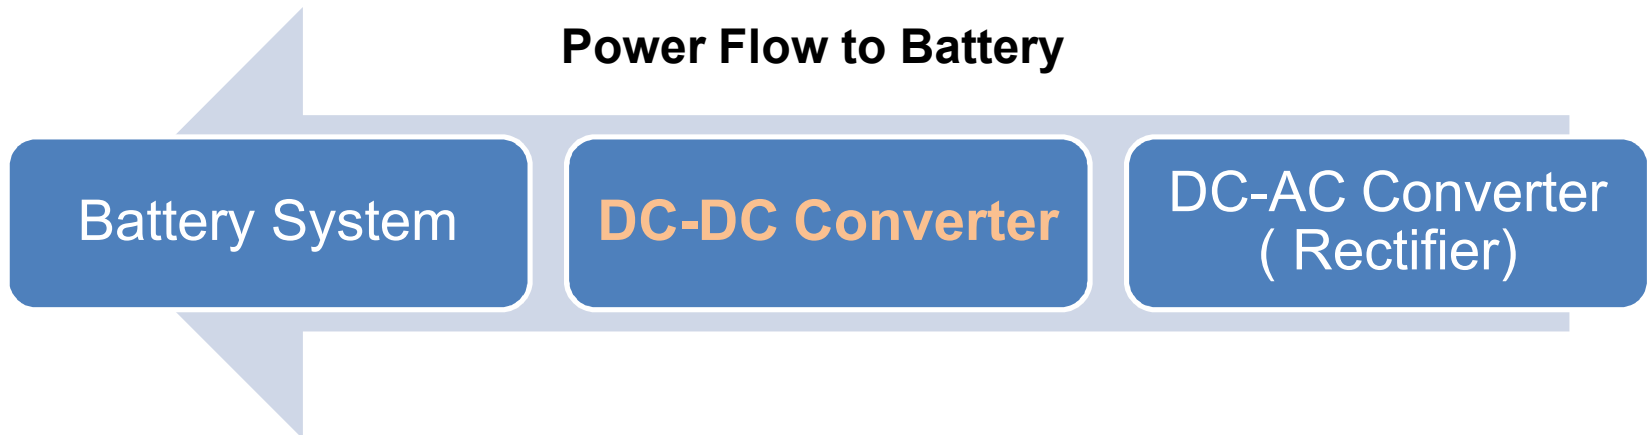 Power Flow to Battery
Battery System
DC-DC Converter
DC-AC Converter
( Rectifier)